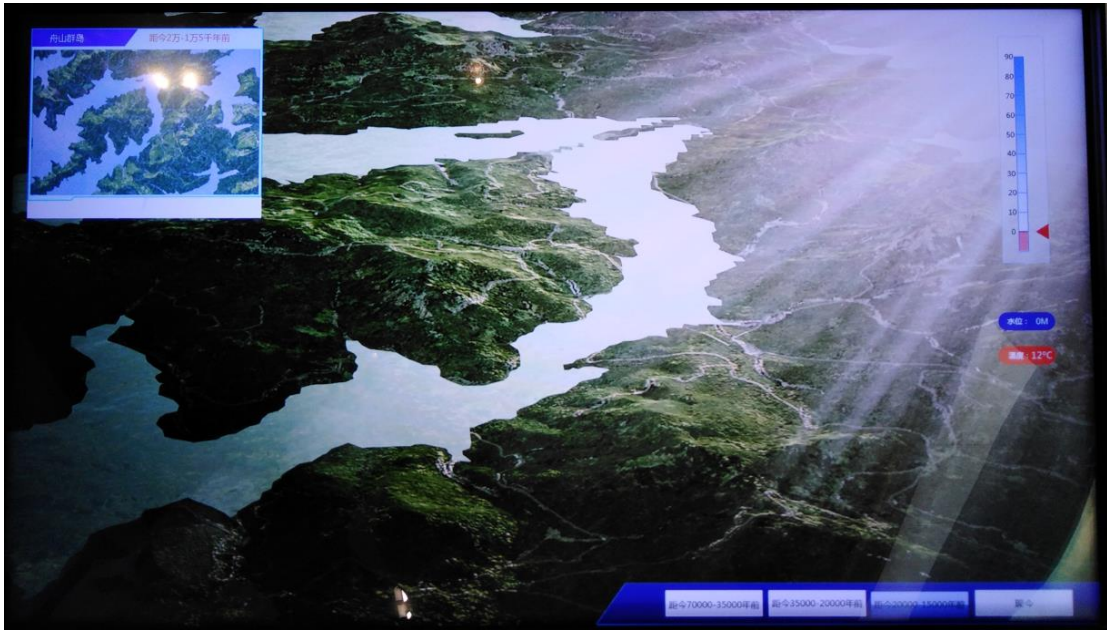 舟山群岛
距今2万-1万5千年前
90
80
70
60
50
40
30
20
10
0
水位： 0M
温度：12℃
距今70000-35000年前
距今35000-20000年前
距今20000-15000年前
现今